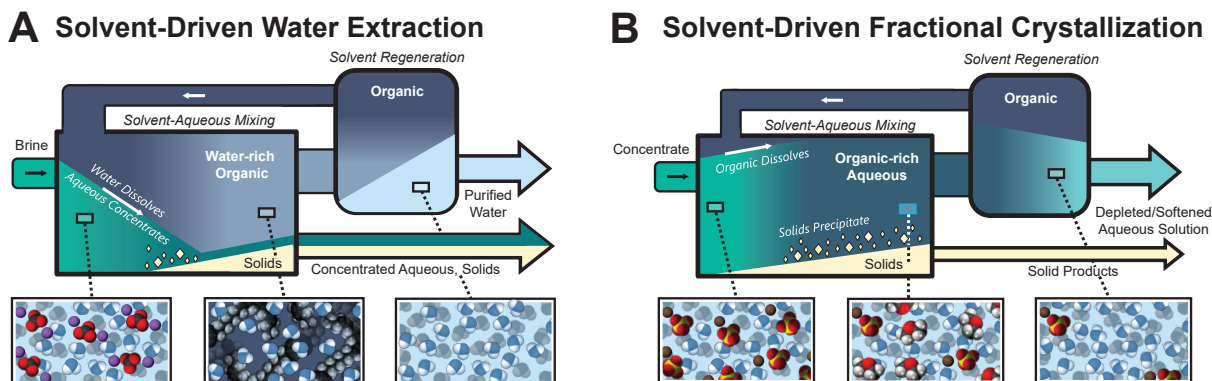 A Solvent-Driven Water Extraction
Solvent Regeneration
Organic
Solvent-Aqueous Mixing
Brine
Water-rich
Organic
Water Dissolves
Aqueous Concentrates
Purified
Water
Solids
Concentrated Aqueous, Solids
B Solvent-Driven Fractional Crystallization
Solvent Regeneration
Organic
Solvent-Aqueous Mixing
Concentrate
Organic Dissolves
Organic-rich
Aqueous
Solids Precipitate
Depleted/Softened
Aqueous Solution
Solids
Solid Products